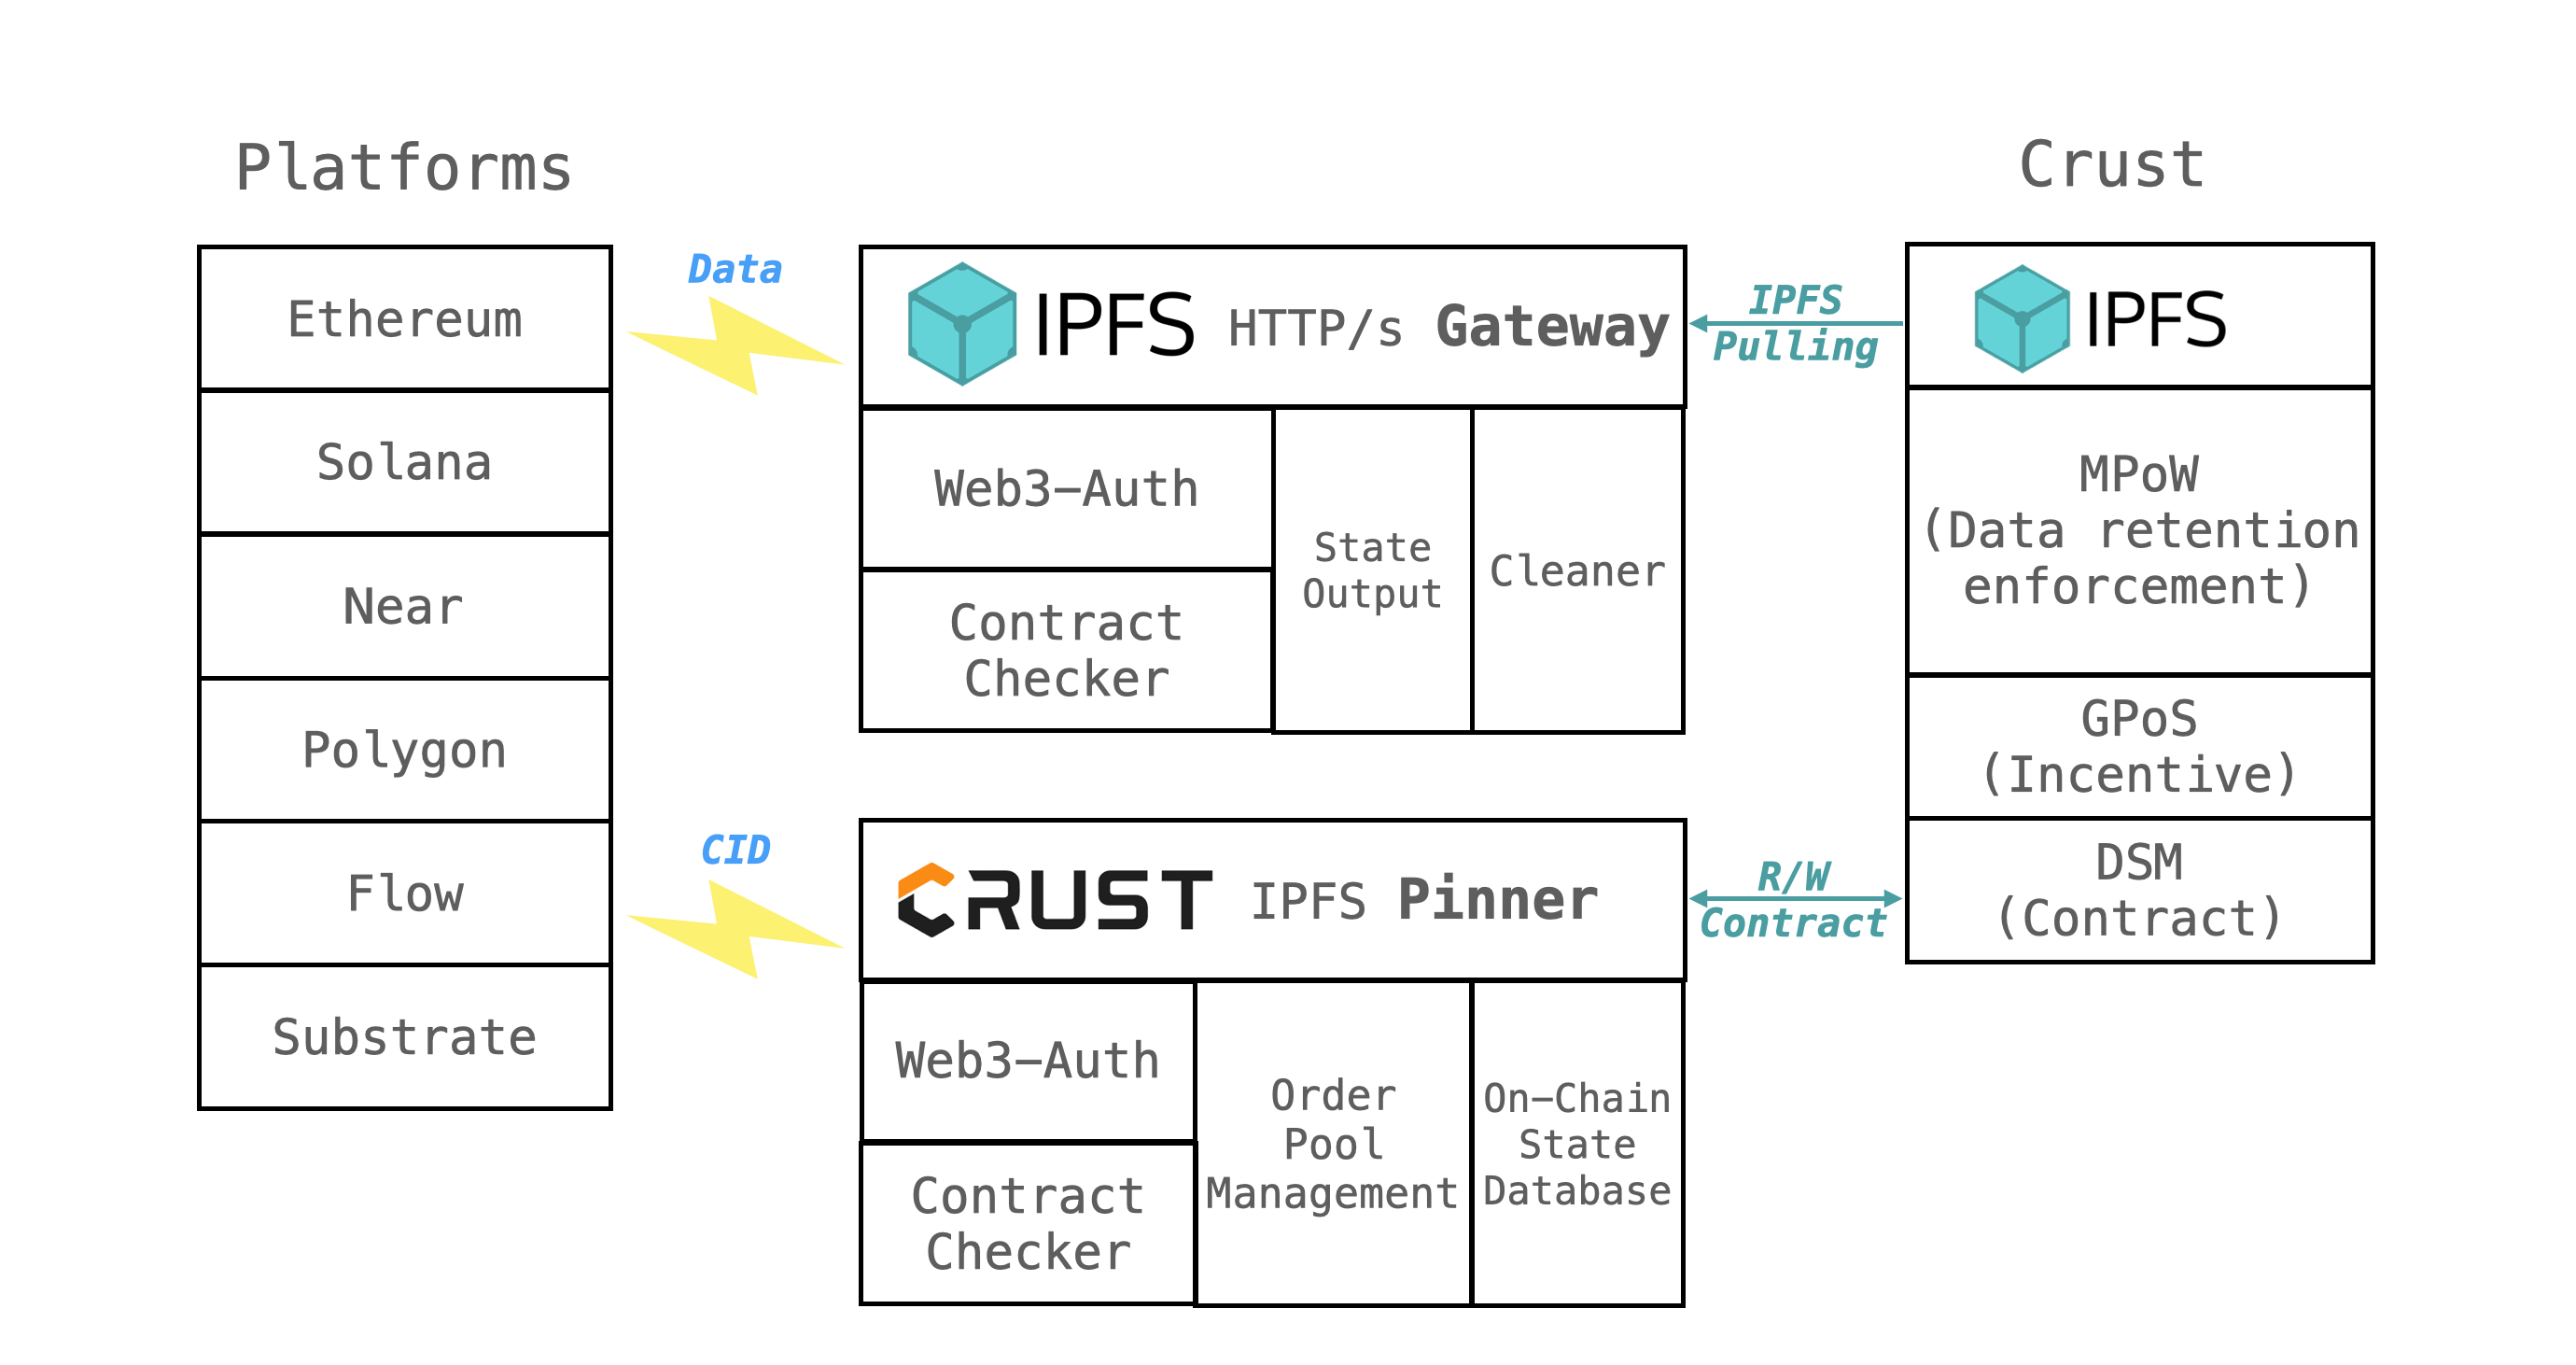 Platforms
Ethereum
Solana
Near
Polygon
Flow
Substrate
Data
CID
IPFS HTTP/s Gateway
Web3-Auth
Contract
Checker
State
Output
Cleaner
CRUST IPFS Pinner
Web3-Auth
Contract
Checker
Order
Pool
Management
On-Chain
State
Database
IPFS
Pulling
R/W
Contract
Crust
IPFS
MPoW
(Data retention
enforcement)
GPoS
(Incentive)
DSM
(Contract)